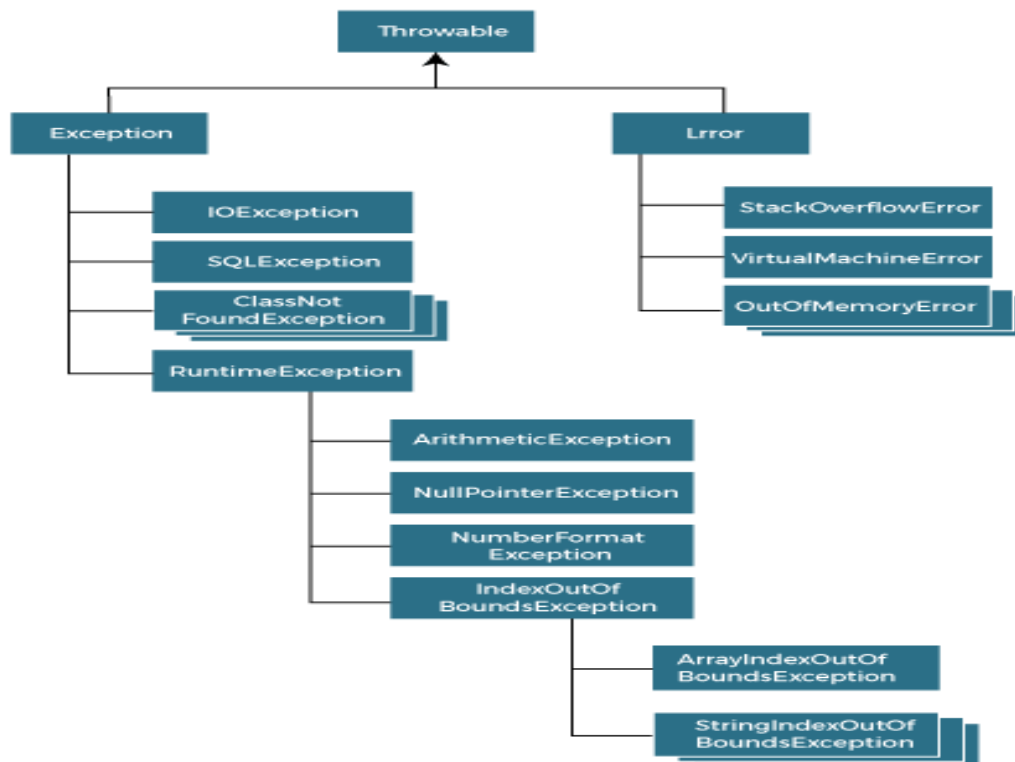 Throwable
Exception
Lrror
IOException
SQLException
ClassNot
FoundException
RuntimeException
StackOverflowError
VirtualMachineError
OutOfMemoryError
ArithmeticException
NullPointerException
NumberFormat
Exception
IndexOutOf
BoundsException
ArrayIndexOutOf
BoundsException
StringIndexOutOf
BoundsException